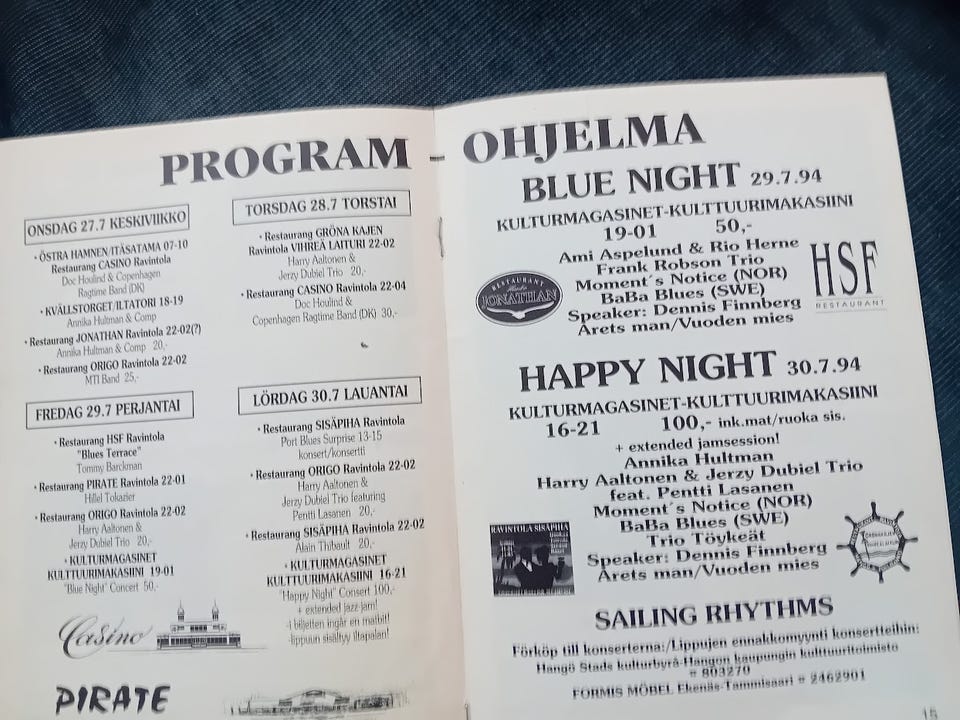 PROGRAM – OHJELMA
ONSDAG 27.7 KESKIVIIKKO
• ÖSTRA HAMNEN/ITÄSATAMA 07-10
Restaurang CASINO Ravintola
Doc Houlind & Copenhagen
Ragtime Band (DK)
• KVÄLLSTORGET/ILTATORI 18-19
Annika Hultman & Comp
• Restaurang JONATHAN Ravintola 22-02(?)
Annika Hultman & Comp 20,-
• Restaurang ORIGO Ravintola 22-02
MTI Band 25,-
TORSDAG 28.7 TORSTAI
• Restaurang GRÖNA KAJEN
Ravintola VIHREÄ LAITURI 22-02
Harry Aaltonen &
Jerzy Dubiel Trio 20,-
• Restaurang CASINO Ravintola 22-04
Doc Houlind &
Copenhagen Ragtime Band (DK) 30,-
FREDAG 29.7 PERJANTAI
• Restaurang HSF Ravintola
"Blues Terrace"
Tommy Barckman
• Restaurang PIRATE Ravintola 22-01
Hillel Tokazier
• Restaurang ORIGO Ravintola 22-02
Harry Aaltonen &
Jerzy Dubiel Trio 20,-
• KULTURMAGASINET
KULTTUURIMAKASIINI 19-01
"Blue Night" Concert 50,-
LÖRDAG 30.7 LAUANTAI
• Restaurang SISÄPIHA Ravintola
Port Blues Surprise 13-15
konsert/konsertti
• Restaurang ORIGO Ravintola 22-02
Harry Aaltonen &
Jerzy Dubiel Trio featuring
Pentti Lasanen 20,-
• Restaurang SISÄPIHA Ravintola 22-02
Alain Thibault 20,-
• KULTURMAGASINET
KULTTUURIMAKASIINI 16-21
"Happy Night" Consert 100,-
+ extended jazz-jam!
-i biljetten ingår en matbit!
-lippuun sisältyy iltapalan!
Casino
PIRATE
BLUE NIGHT 29.7.94
KULTURMAGASINET-KULTTUURIMAKASIINI
19-01 50,-
Ami Aspelund & Rio Herne
Frank Robson Trio
Moment´s Notice (NOR)
BaBa Blues (SWE)
Speaker: Dennis Finnberg
Årets man/Vuoden mies
RESTAURANT
JONATHAN
HSF
RESTAURANT
HAPPY NIGHT 30.7.94
KULTURMAGASINET-KULTTUURIMAKASIINI
16-21 100,- ink.mat/ruoka sis.
+ extended jamsession!
Annika Hultman
Harry Aaltonen & Jerzy Dubiel Trio
feat. Pentti Lasanen
Moment´s Notice (NOR)
BaBa Blues (SWE)
Trio Töykeät
Speaker: Dennis Finnberg
Årets man/Vuoden mies
RAVINTOLA SISÄPIHA
SAILING RHYTHMS
Förköp till konserterna:/Lippujen ennakkomyynti konsertteihin:
Hangö Stads kulturbyrå-Hangon kaupungin kulttuuritoimisto
# 803270
FORMIS MÖBEL Ekenäs-Tammisaari # 2462901
15